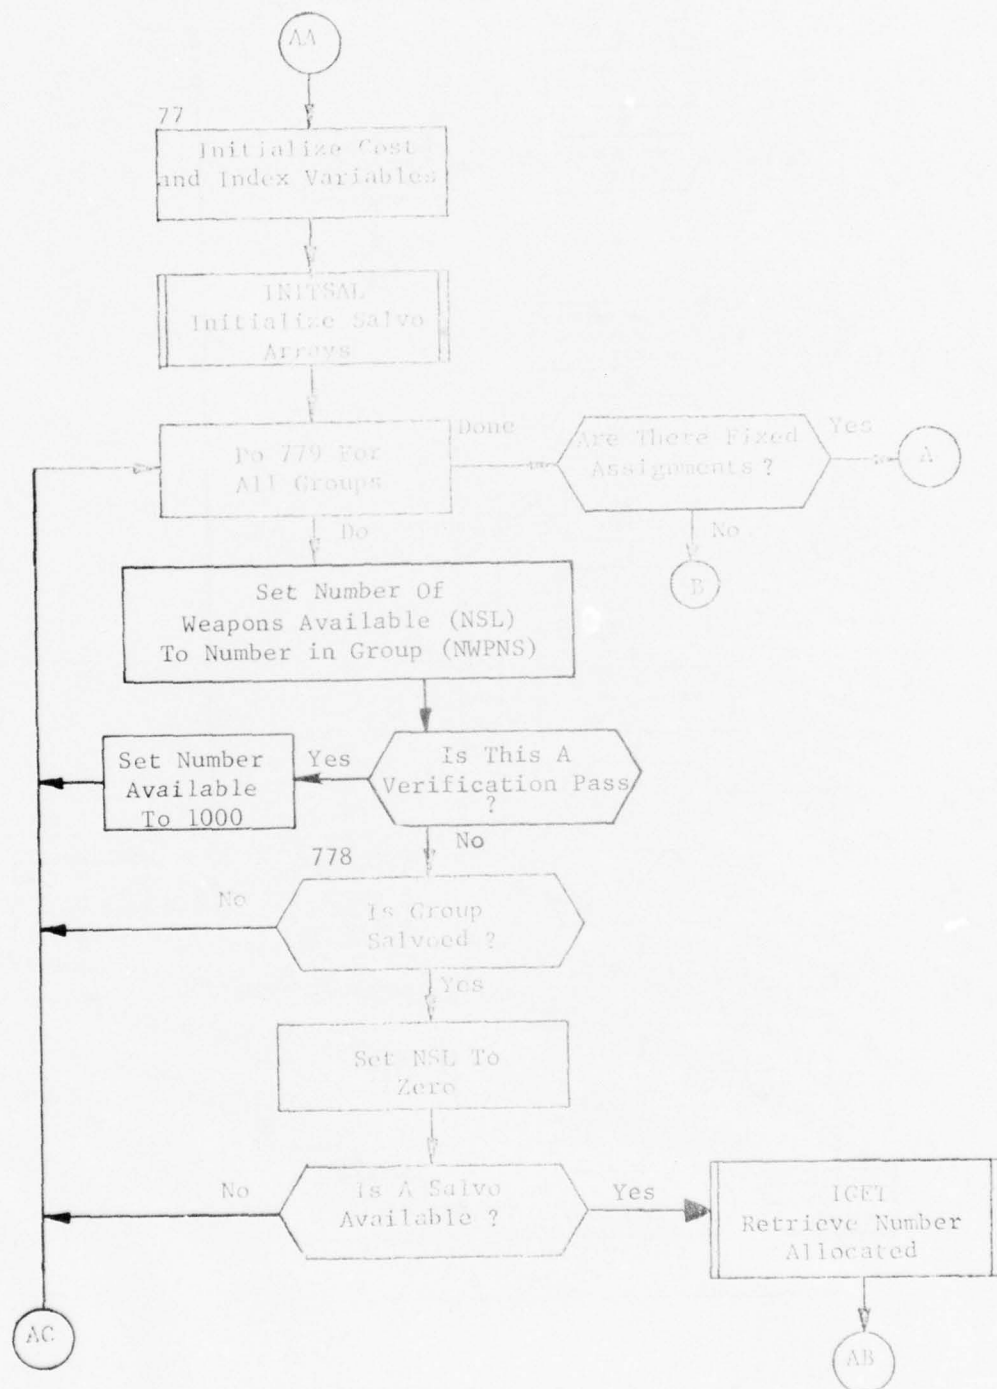 AA
77
Initialize Cost
and Index Variables
INITSAL
Initialize Salvo
Arrays
Do 779 For
All Groups
Done
Are There Fixed
Assignments ?
Yes
A
No
B
Do
Set Number Of
Weapons Available (NSL)
To Number in Group (NWPNS)
Is This A
Verification Pass
?
Yes
Set Number
Available
To 1000
No
778
Is Group
Salvoed ?
No
Yes
Set NSL To
Zero
Is A Salvo
Available ?
No
Yes
IGET
Retrieve Number
Allocated
AC
AB